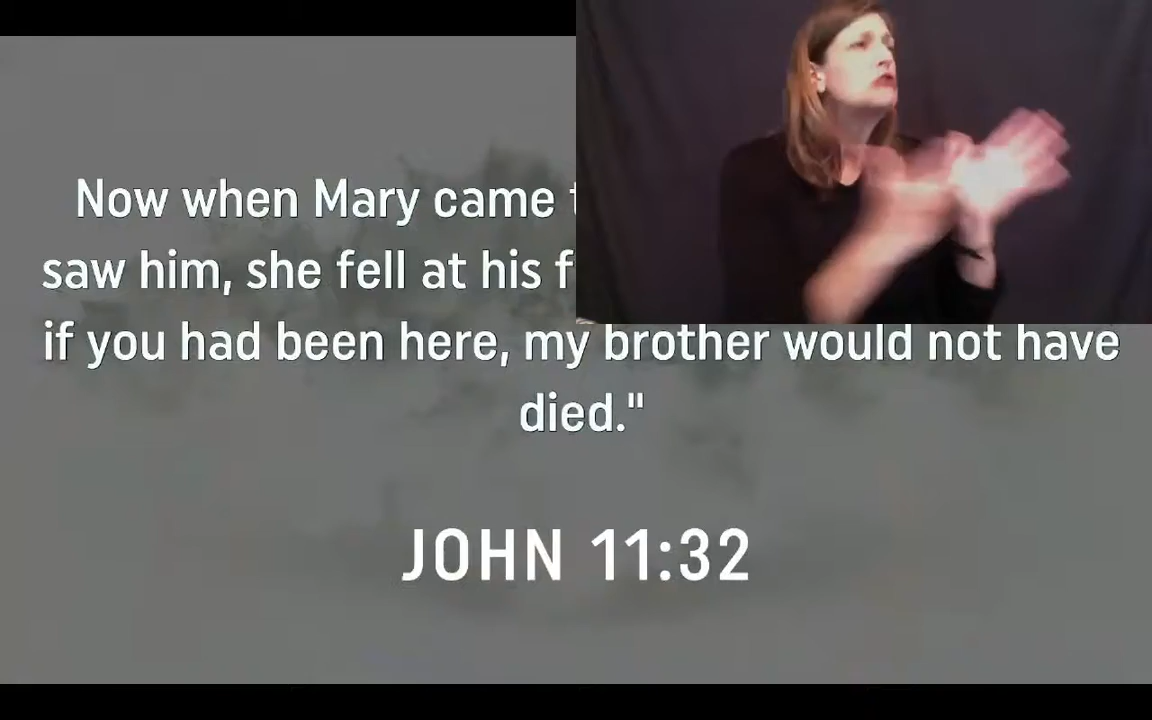 Now when Mary came
saw him, she fell at his
if you had been here, my brother would not have
died."
JOHN 11:32